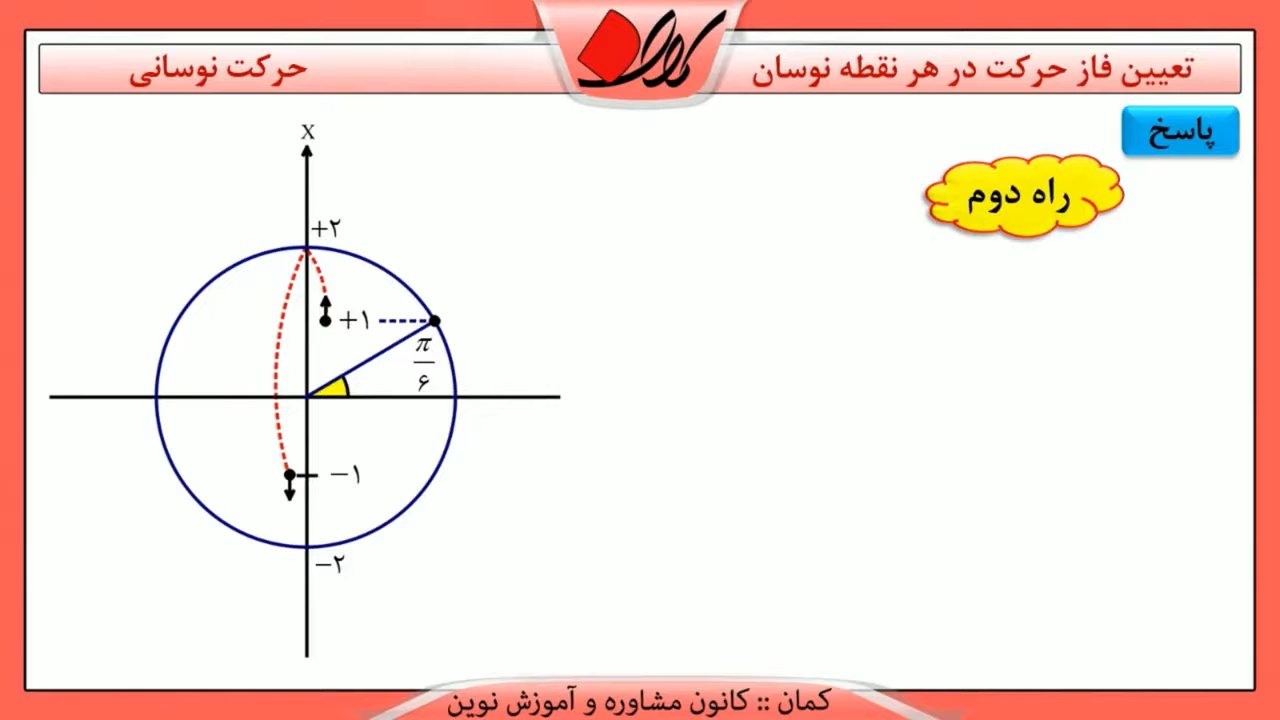 تعیین فاز حرکت در هر نقطه نوسان
کمان
حرکت نوسانی
پاسخ
راه دوم
x
+۲
+۱
π
۶
−۱
−۲
کمان :: کانون مشاوره و آموزش نوین